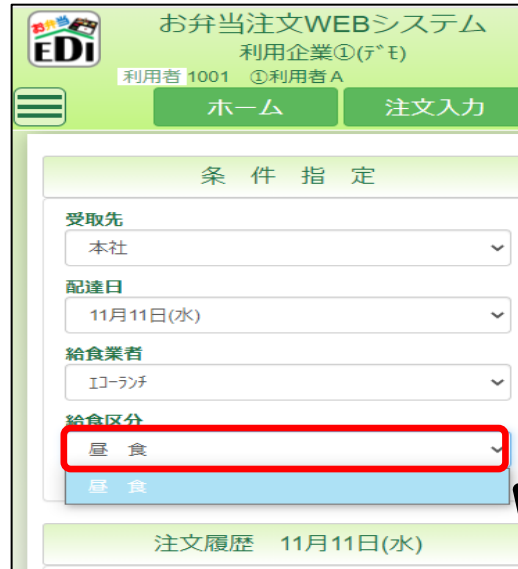 お弁当
EDI
お弁当注文WEBシステム
利用企業①(ﾃﾞﾓ)
利用者 1001 ①利用者A
ホーム 注文入力
条 件 指 定
受取先
本社
配達日
11月11日(水)
給食業者
ｴｺｰﾗﾝﾁ
給食区分
昼 食
昼 食
注文履歴 11月11日(水)